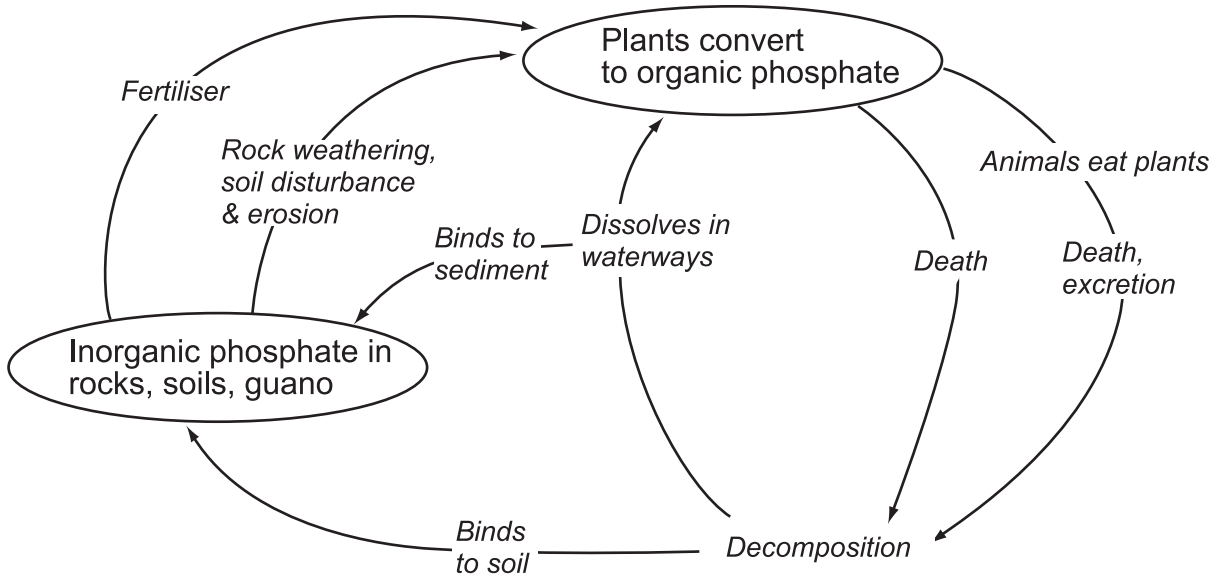 Plants convert
to organic phosphate
Fertiliser
Rock weathering,
soil disturbance
& erosion
Animals eat plants
Binds to
sediment
Dissolves in
waterways
Death
Death,
excretion
Inorganic phosphate in
rocks, soils, guano
Binds
to soil
Decomposition